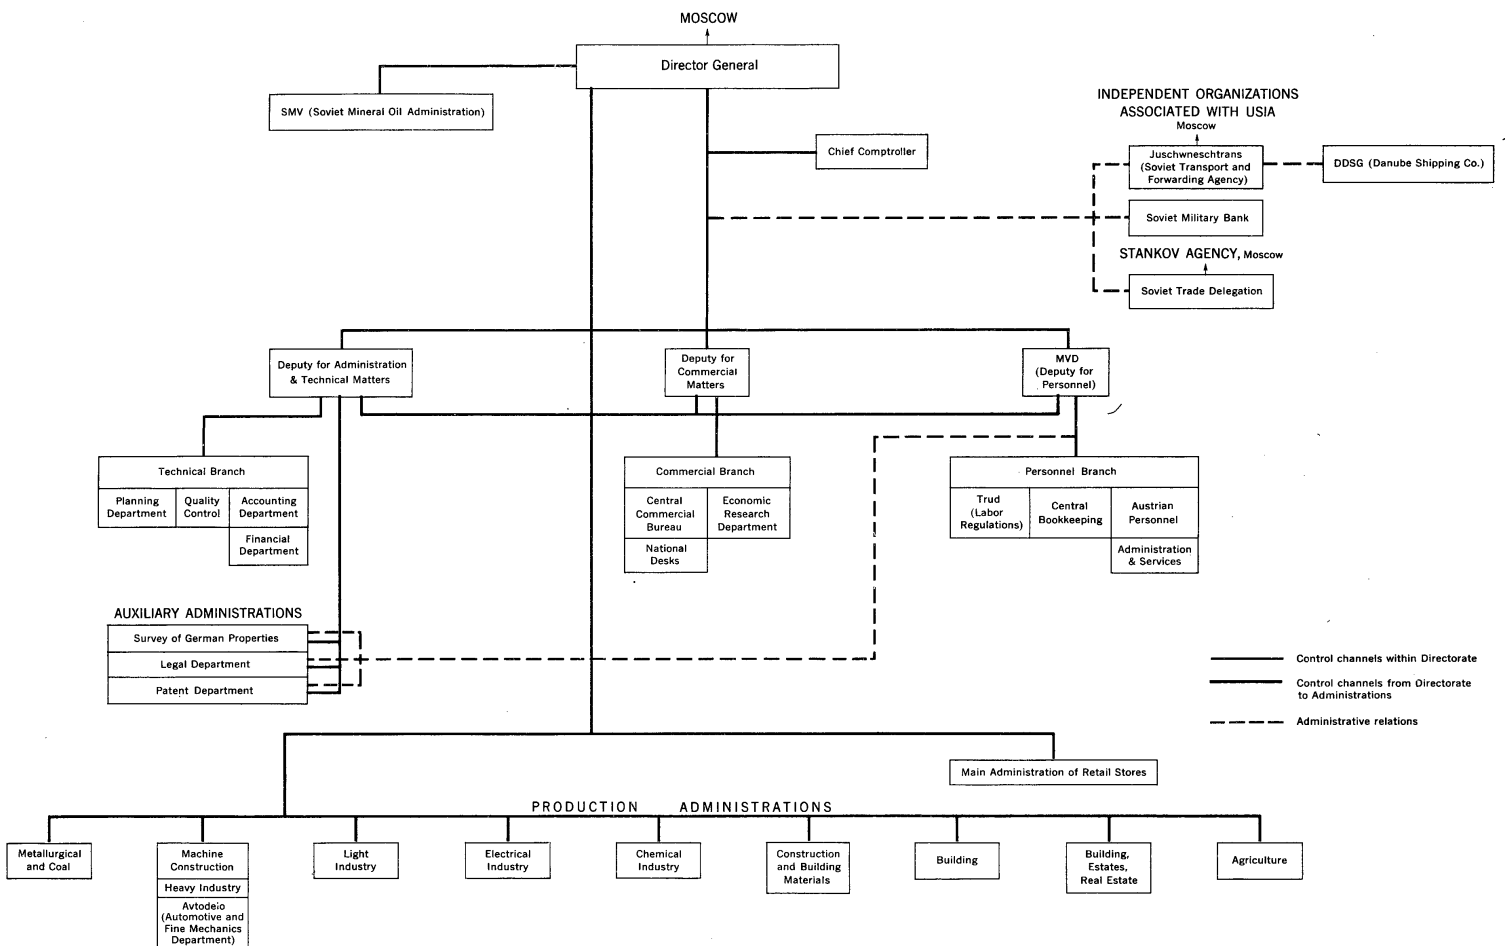 MOSCOW
Director General
SMV (Soviet Mineral Oil Administration)
Chief Comptroller
INDEPENDENT ORGANIZATIONS
ASSOCIATED WITH USIA
Moscow
Juschwneschtrans
(Soviet Transport and
Forwarding Agency)
DDSG (Danube Shipping Co.)
Soviet Military Bank
STANKOV AGENCY, Moscow
Soviet Trade Delegation
Deputy for Administration
& Technical Matters
Deputy for
Commercial
Matters
MVD
(Deputy for
Personnel)
Technical Branch
Planning
Department
Quality
Control
Accounting
Department
Financial
Department
Commercial Branch
Central
Commercial
Bureau
Economic
Research
Department
National
Desks
Personnel Branch
Trud
(Labor
Regulations)
Central
Bookkeeping
Austrian
Personnel
Administration
& Services
AUXILIARY ADMINISTRATIONS
Survey of German Properties
Legal Department
Patent Department
Control channels within Directorate
Control channels from Directorate
to Administrations
Administrative relations
Main Administration of Retail Stores
PRODUCTION ADMINISTRATIONS
Metallurgical
and Coal
Machine
Construction
Heavy Industry
Avtodelo
(Automotive and
Fine Mechanics
Department)
Light
Industry
Electrical
Industry
Chemical
Industry
Construction
and Building
Materials
Building
Building,
Estates,
Real Estate
Agriculture